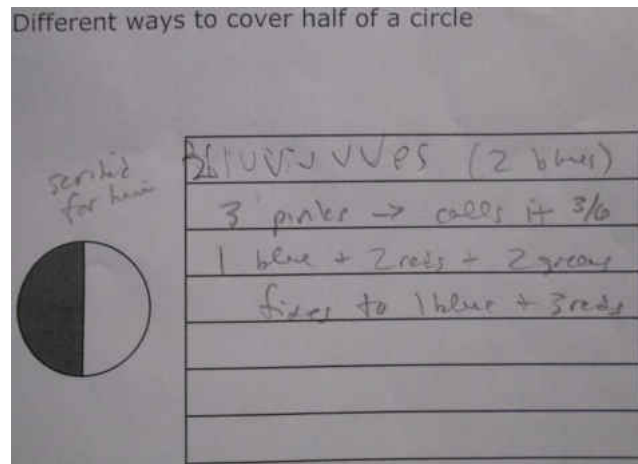 Different ways to cover half of a circle
(2 blues)
scribed
for him
3 pinks → calls it 3/6
1 blue + 2 reds + 2 greens
fixes to 1 blue + 3 reds